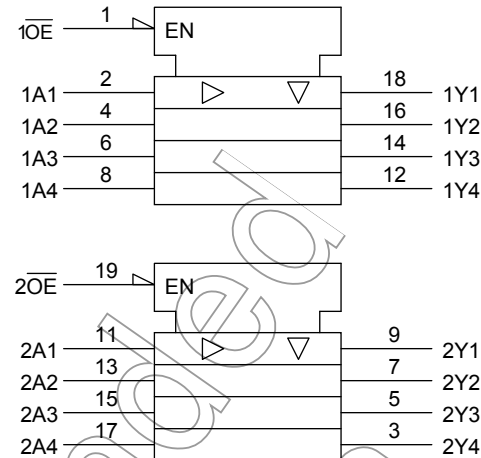 1OE 1 EN
1A1 2 18 1Y1
1A2 4 16 1Y2
1A3 6 14 1Y3
1A4 8 12 1Y4
2OE 19 EN
2A1 11 9 2Y1
2A2 13 7 2Y2
2A3 15 5 2Y3
2A4 17 3 2Y4